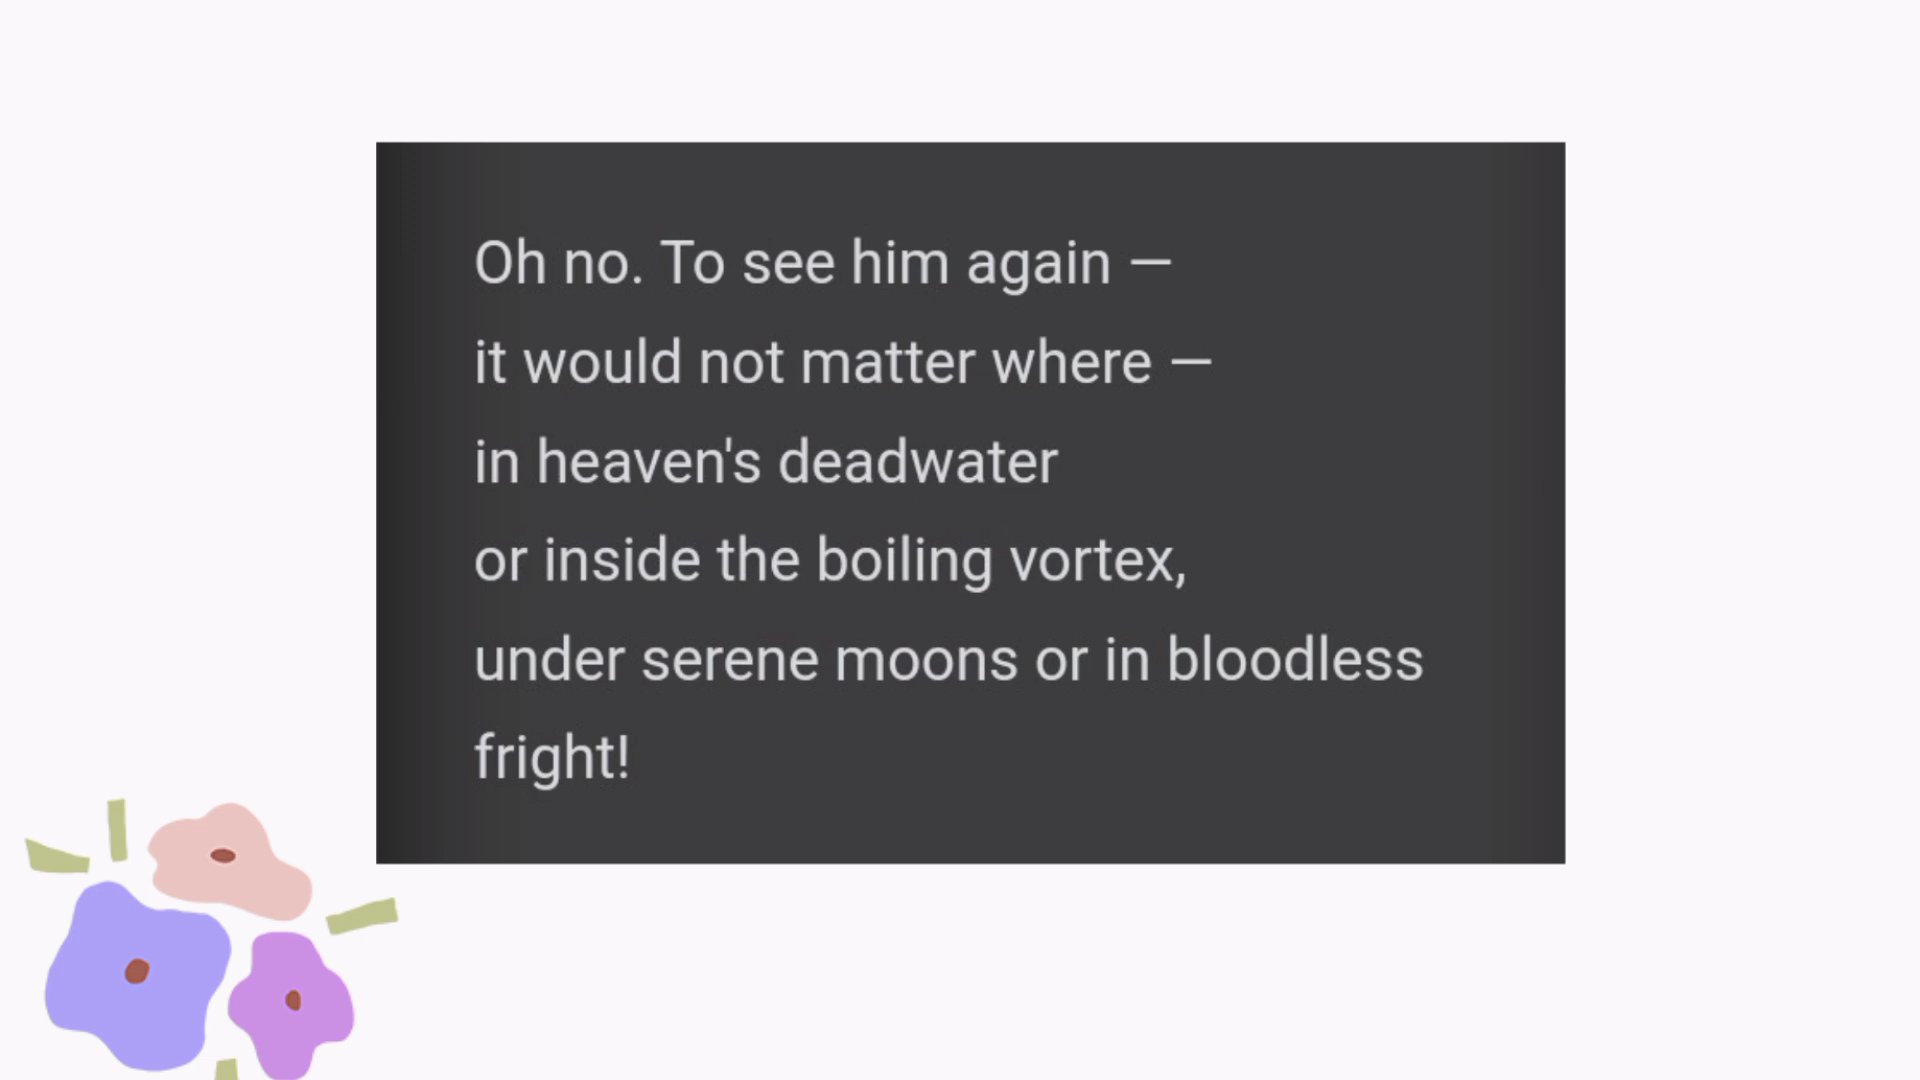 Oh no. To see him again —
it would not matter where —
in heaven's deadwater
or inside the boiling vortex,
under serene moons or in bloodless
fright!